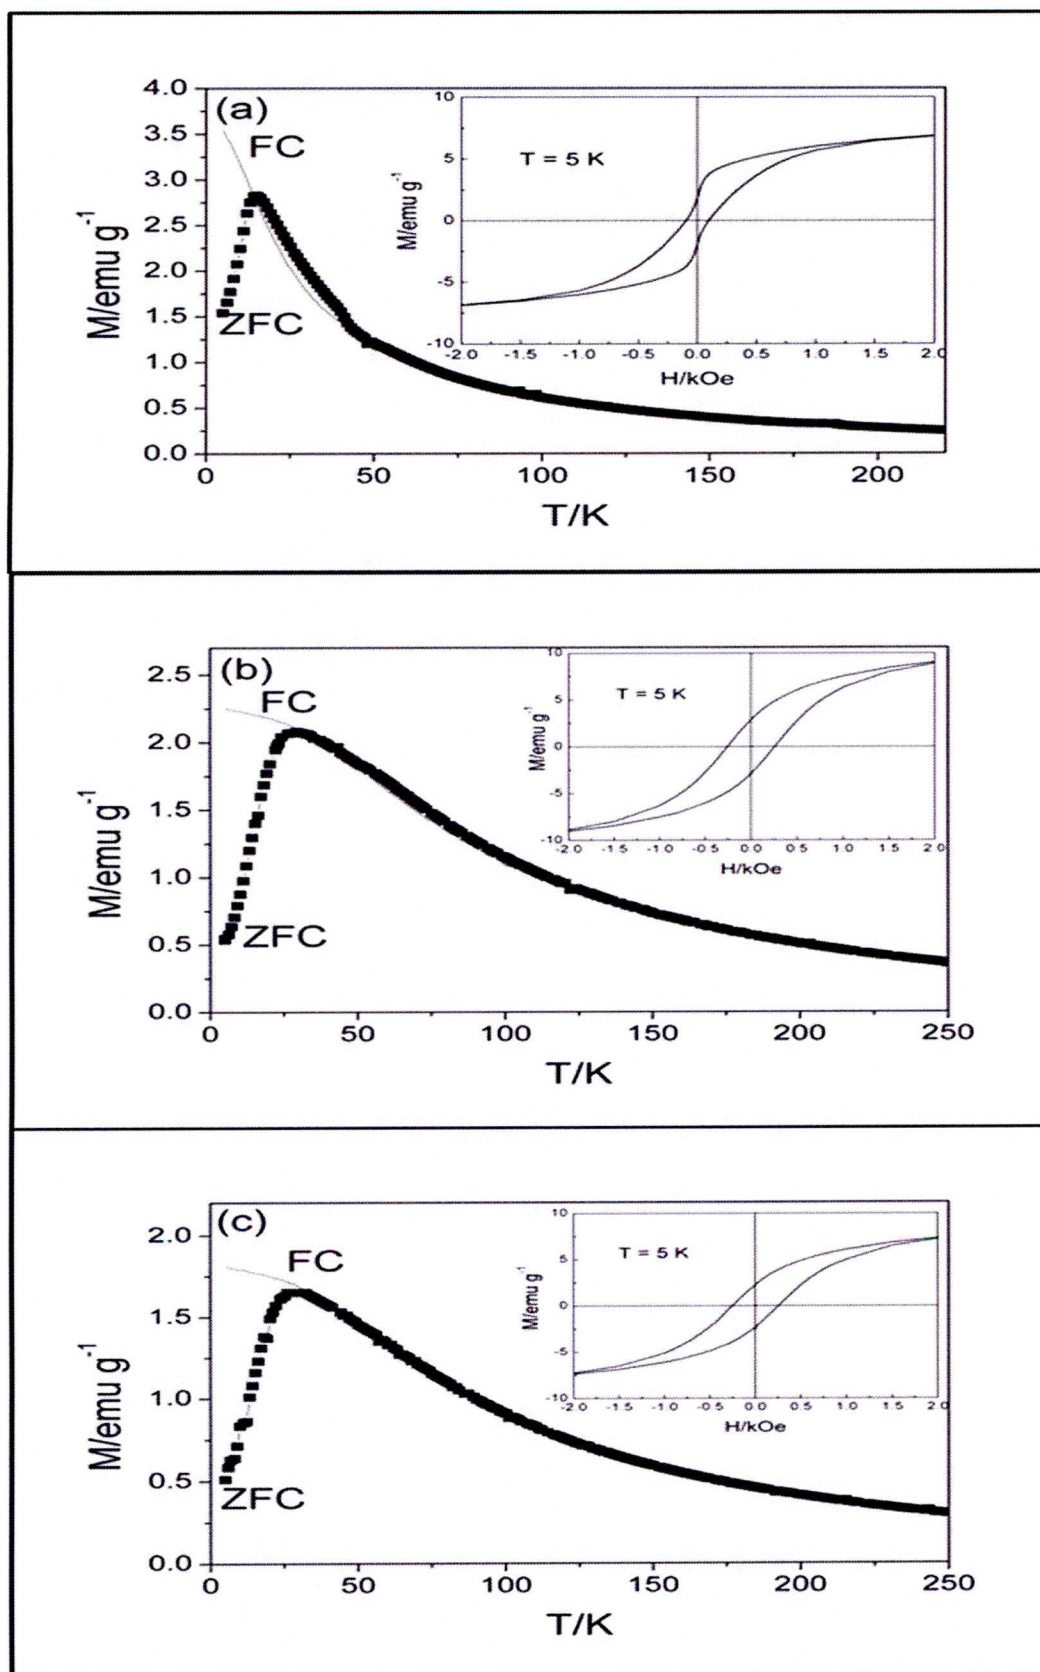 (a)
FC
ZFC
M/emu g-1
4.0
3.5
3.0
2.5
2.0
1.5
1.0
0.5
0.0
0 50 100 150 200
T/K
T = 5 K
M/emu g-1
10
5
0
-5
-10
-2.0 -1.5 -1.0 -0.5 0.0 0.5 1.0 1.5 2.0
H/kOe
(b)
FC
ZFC
M/emu g-1
2.5
2.0
1.5
1.0
0.5
0.0
0 50 100 150 200 250
T/K
T = 5 K
M/emu g-1
10
5
0
-5
-10
-2.0 -1 5 -1.0 -0.5 0.0 0.5 1.0 1.5 2.0
H/kOe
(c)
FC
ZFC
M/emu g-1
2.0
1.5
1.0
0.5
0.0
0 50 100 150 200 250
T/K
T = 5 K
M/emu g-1
10
5
0
-5
-10
-2.0 -1 5 -1.0 -0.5 0.0 0.5 1.0 1.5 2.0
H/kOe